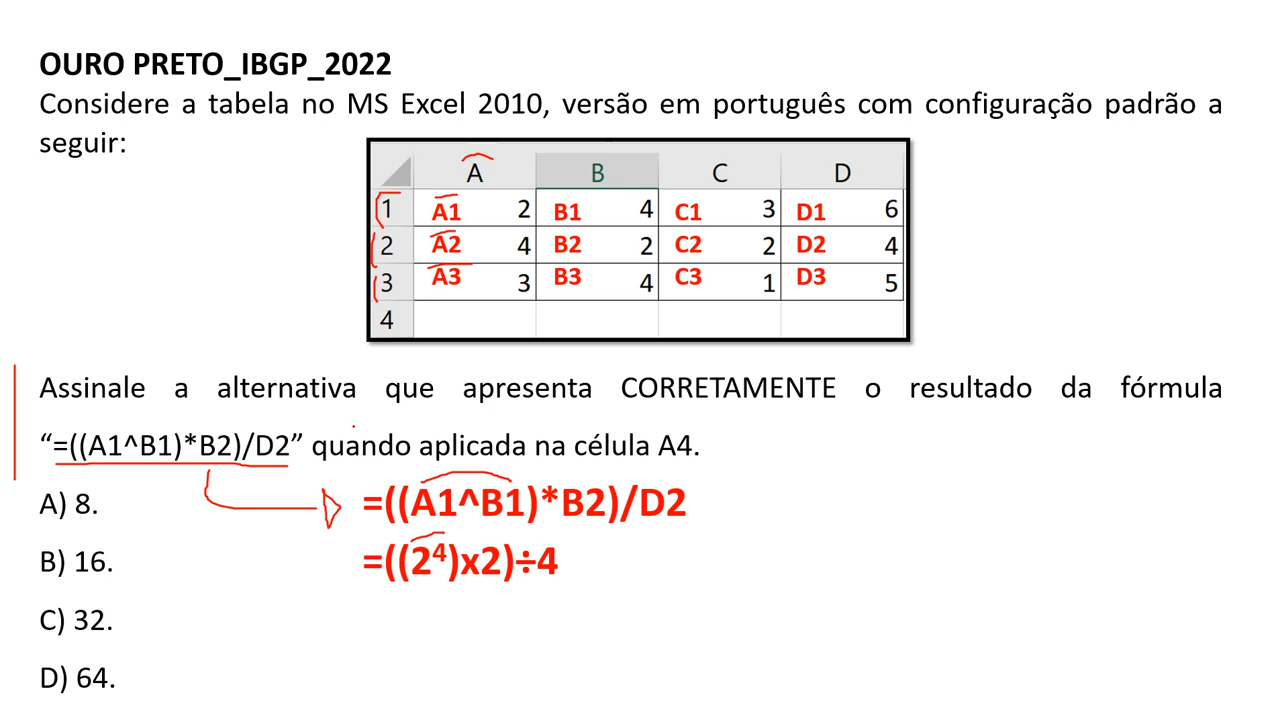 OURO PRETO_IBGP_2022
Considere a tabela no MS Excel 2010, versão em português com configuração padrão a
seguir:
A B C D
1 A1 2 B1 4 C1 3 D1 6
2 A2 4 B2 2 C2 2 D2 4
3 A3 3 B3 4 C3 1 D3 5
4
Assinale a alternativa que apresenta CORRETAMENTE o resultado da fórmula
“=((A1^B1)*B2)/D2” quando aplicada na célula A4.
A) 8.
=((A1^B1)*B2)/D2
B) 16.
=((2⁴)x2)÷4
C) 32.
D) 64.